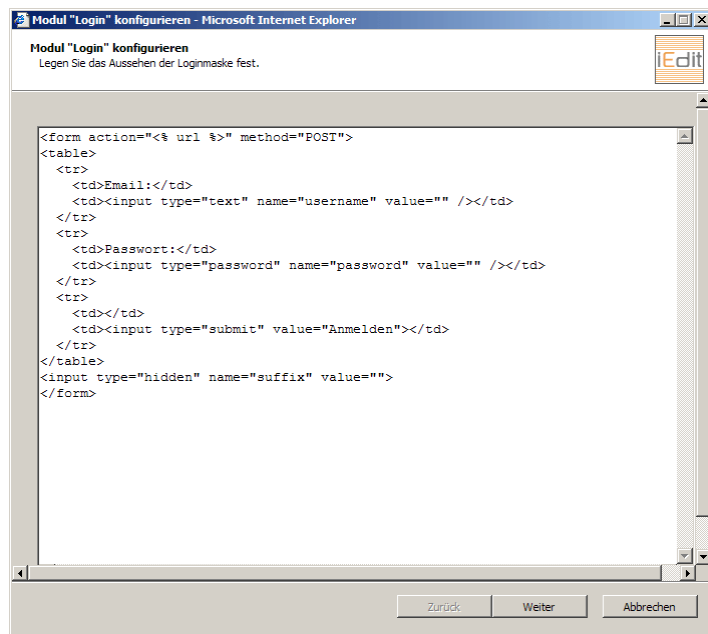 Modul "Login" konfigurieren - Microsoft Internet Explorer
Modul "Login" konfigurieren
Legen Sie das Aussehen der Loginmaske fest.
iEdit
<form action="<% url %>" method="POST">
<table>
  <tr>
    <td>Email:</td>
    <td><input type="text" name="username" value="" /></td>
  </tr>
  <tr>
    <td>Passwort:</td>
    <td><input type="password" name="password" value="" /></td>
  </tr>
  <tr>
    <td></td>
    <td><input type="submit" value="Anmelden"></td>
  </tr>
</table>
<input type="hidden" name="suffix" value="">
</form>
Zurück Weiter Abbrechen